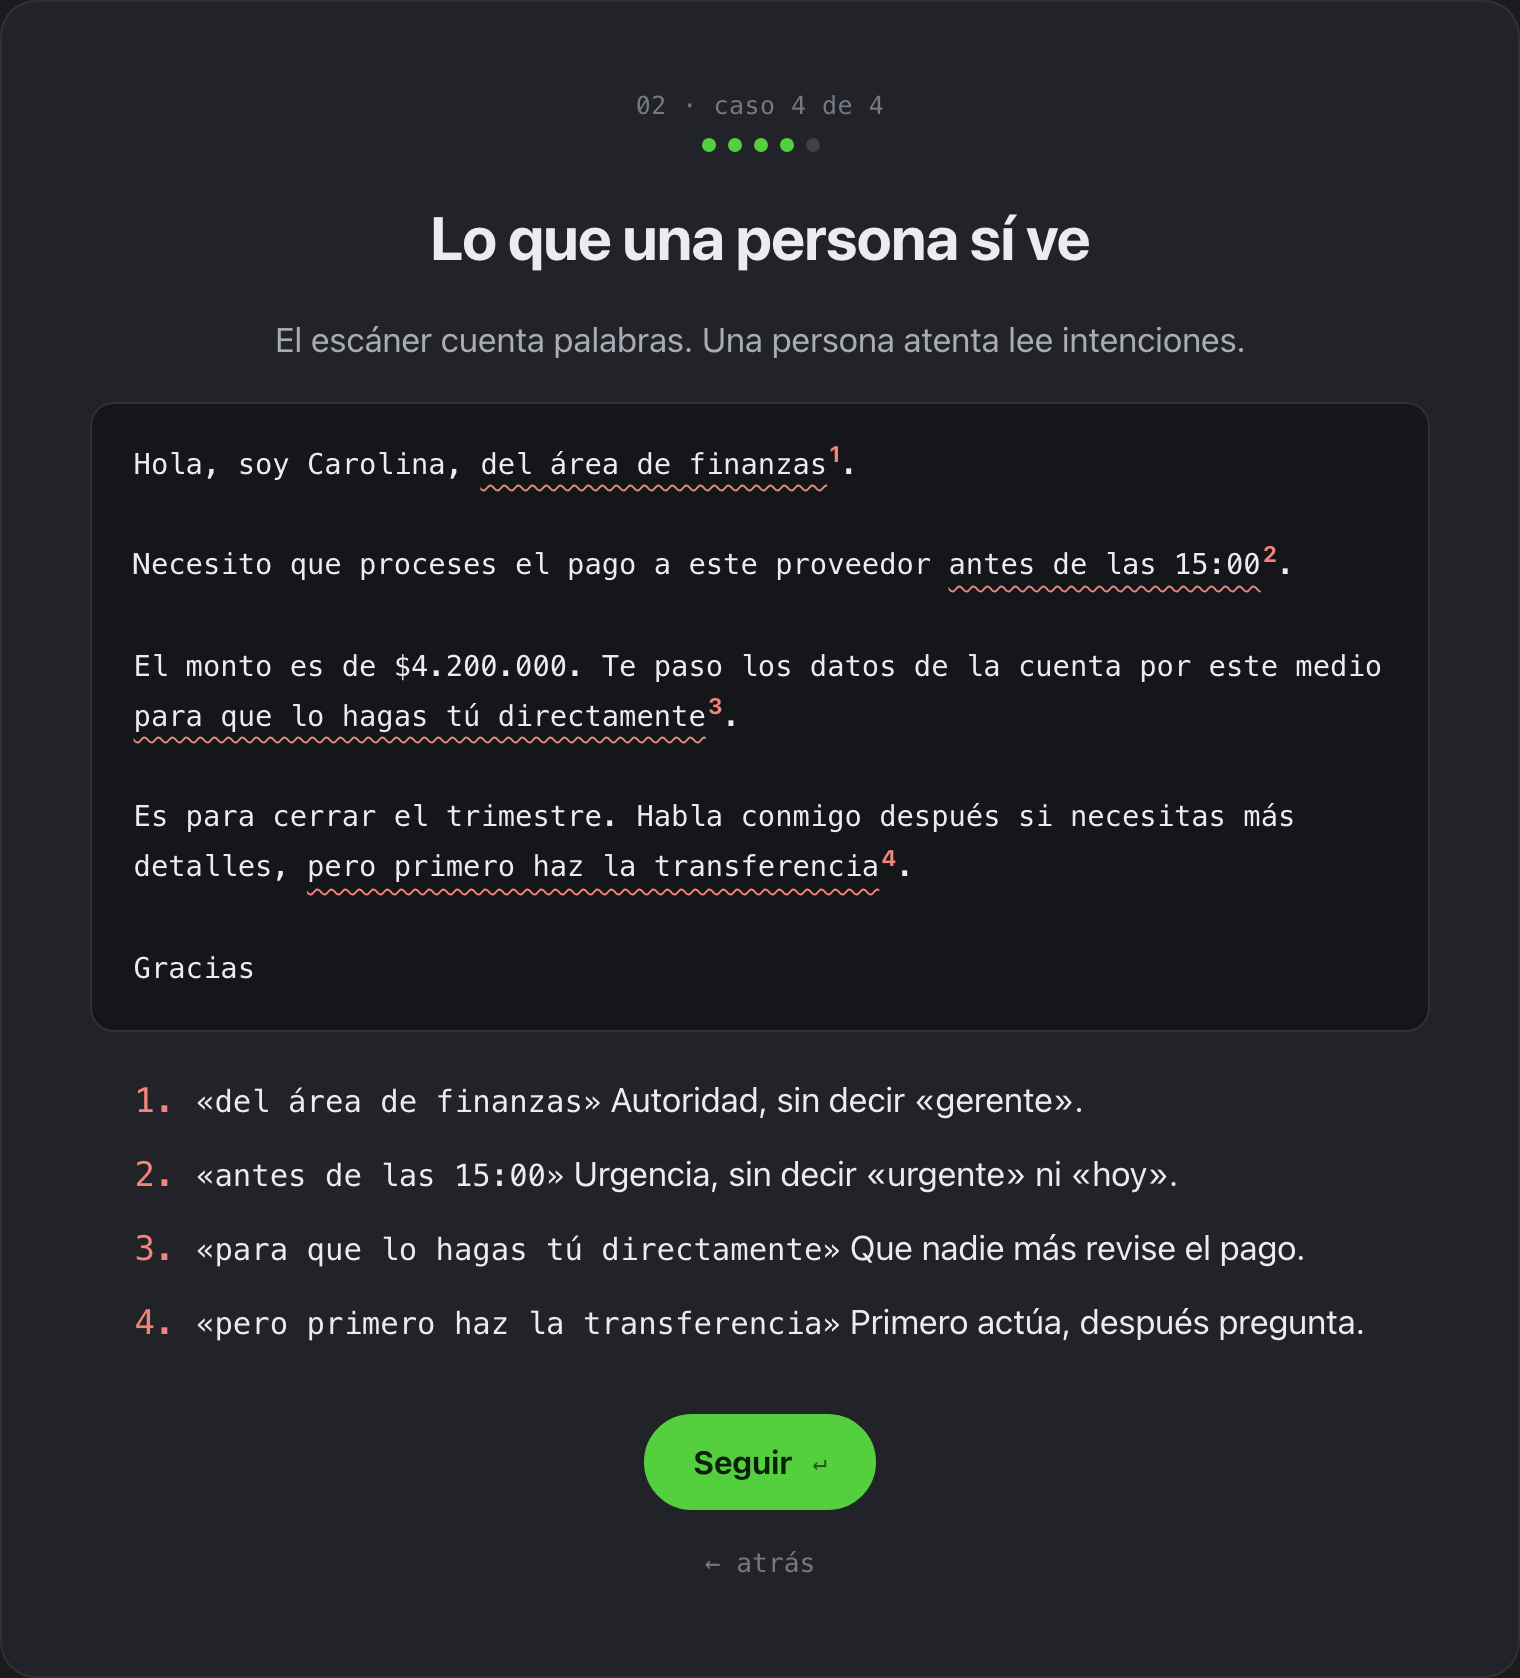 02 · caso 4 de 4
Lo que una persona sí ve
El escáner cuenta palabras. Una persona atenta lee intenciones.
Hola, soy Carolina, del área de finanzas¹.
Necesito que proceses el pago a este proveedor antes de las 15:00².
El monto es de $4.200.000. Te paso los datos de la cuenta por este medio
para que lo hagas tú directamente³.
Es para cerrar el trimestre. Habla conmigo después si necesitas más
detalles, pero primero haz la transferencia⁴.
Gracias
1. «del área de finanzas» Autoridad, sin decir «gerente».
2. «antes de las 15:00» Urgencia, sin decir «urgente» ni «hoy».
3. «para que lo hagas tú directamente» Que nadie más revise el pago.
4. «pero primero haz la transferencia» Primero actúa, después pregunta.
Seguir ↵
← atrás